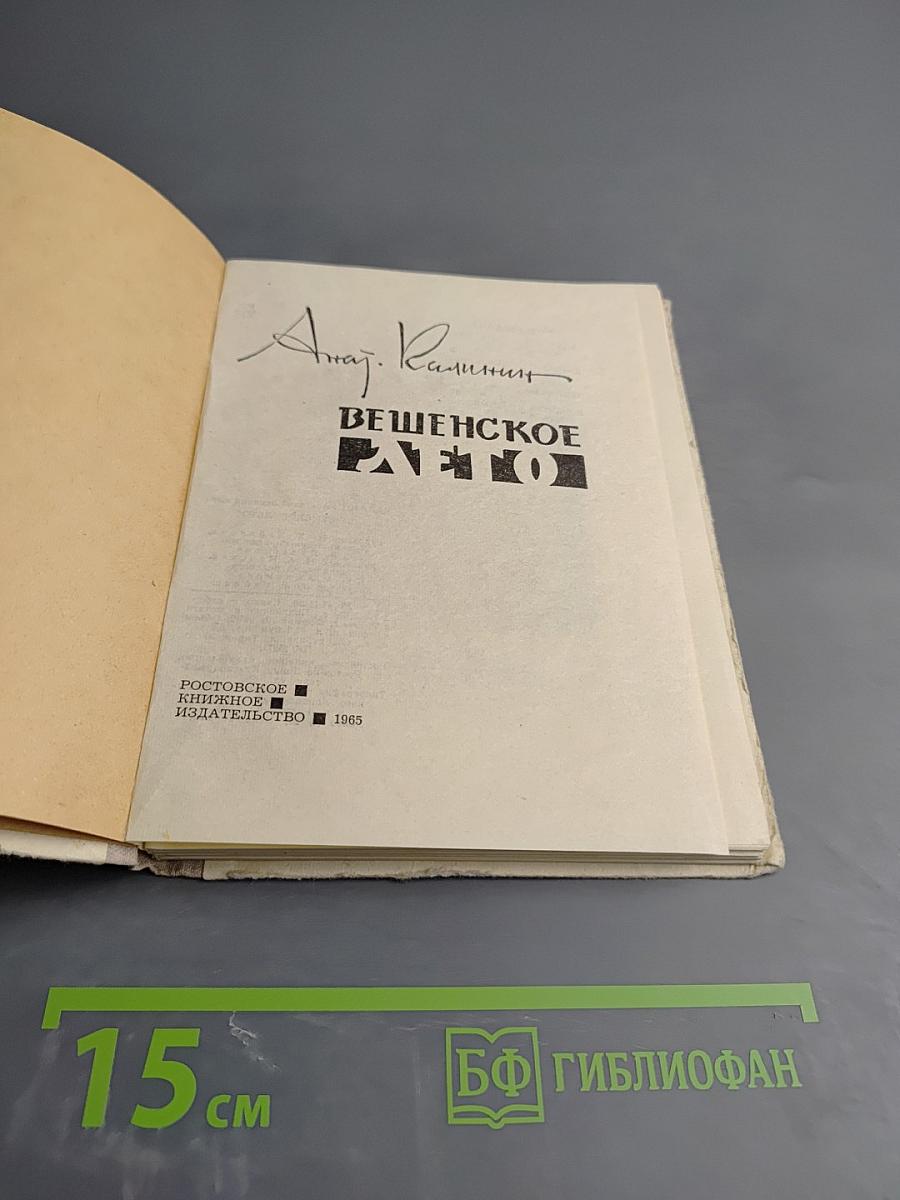 Анат. Калинин
ВЕШЕНСКОЕ
ЛЕТО
РОСТОВСКОЕ
КНИЖНОЕ
ИЗДАТЕЛЬСТВО 1965
15 см
БФ ГИБЛИОФАН